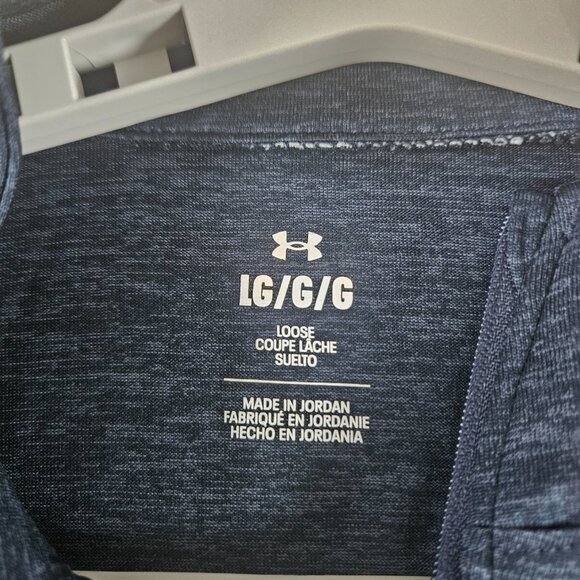 LG/G/G
LOOSE
COUPE LÂCHE
SUELTO
MADE IN JORDAN
FABRIQUÉ EN JORDANIE
HECHO EN JORDANIA